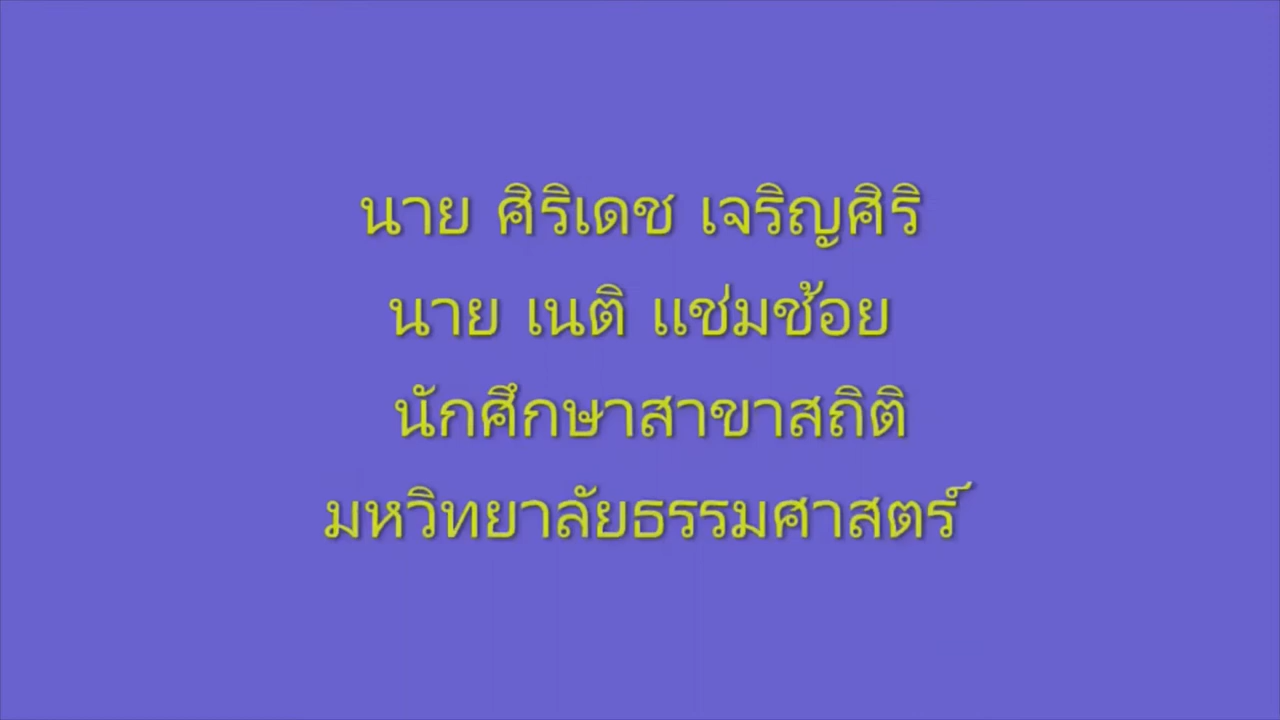 นาย ศิริเดช เจริญศิริ
นาย เนติ แช่มช้อย
นักศึกษาสาขาสถิติ
มหวิทยาลัยธรรมศาสตร์